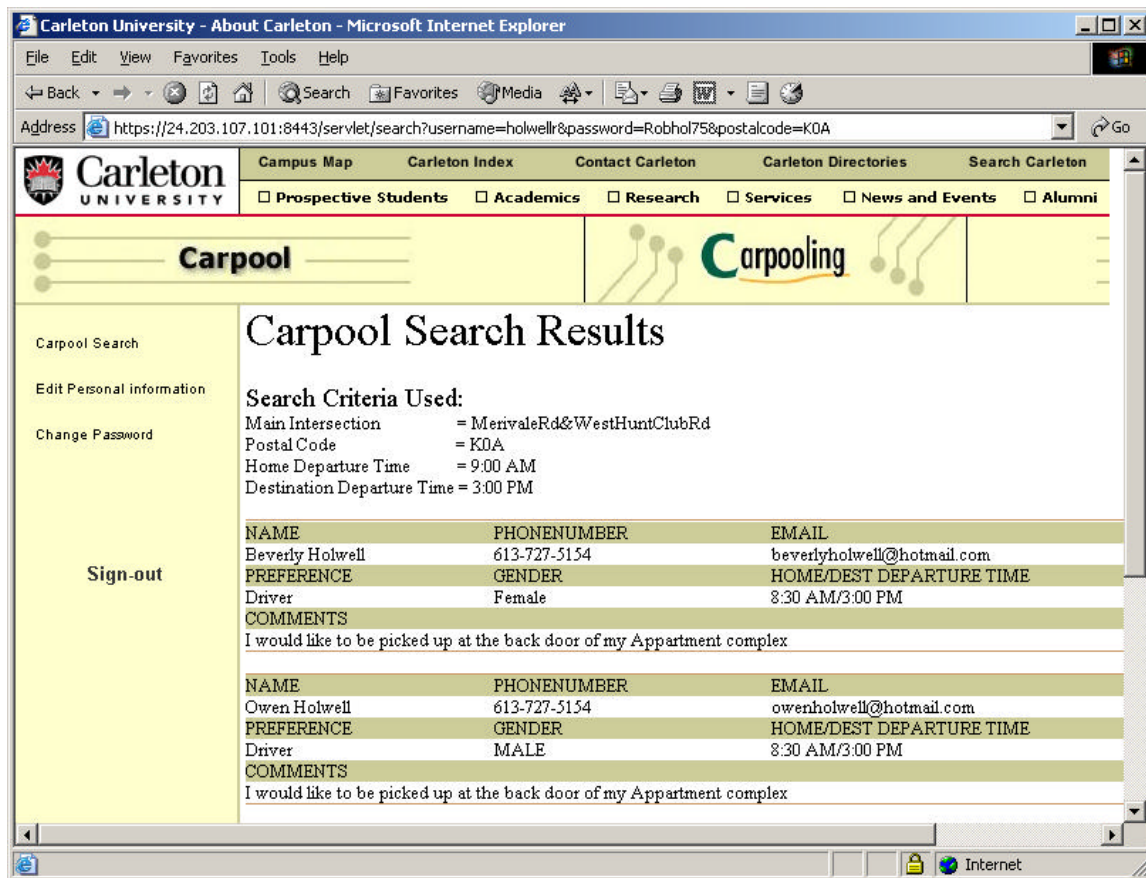 Carleton University - About Carleton - Microsoft Internet Explorer
File Edit View Favorites Tools Help
Back Search Favorites Media
Address https://24.203.107.101:8443/servlet/search?username=holwellr&password=Robhol75&postalcode=K0A Go
Carleton UNIVERSITY
Campus Map Carleton Index Contact Carleton Carleton Directories Search Carleton
Prospective Students Academics Research Services News and Events Alumni
Carpool Carpooling
Carpool Search
Edit Personal information
Change Password
Sign-out
Carpool Search Results
Search Criteria Used:
Main Intersection = MerivaleRd&WestHuntClubRd
Postal Code = K0A
Home Departure Time = 9:00 AM
Destination Departure Time = 3:00 PM
NAME PHONENUMBER EMAIL
Beverly Holwell 613-727-5154 beverlyholwell@hotmail.com
PREFERENCE GENDER HOME/DEST DEPARTURE TIME
Driver Female 8:30 AM/3:00 PM
COMMENTS
I would like to be picked up at the back door of my Appartment complex
NAME PHONENUMBER EMAIL
Owen Holwell 613-727-5154 owenholwell@hotmail.com
PREFERENCE GENDER HOME/DEST DEPARTURE TIME
Driver MALE 8:30 AM/3:00 PM
COMMENTS
I would like to be picked up at the back door of my Appartment complex
Internet